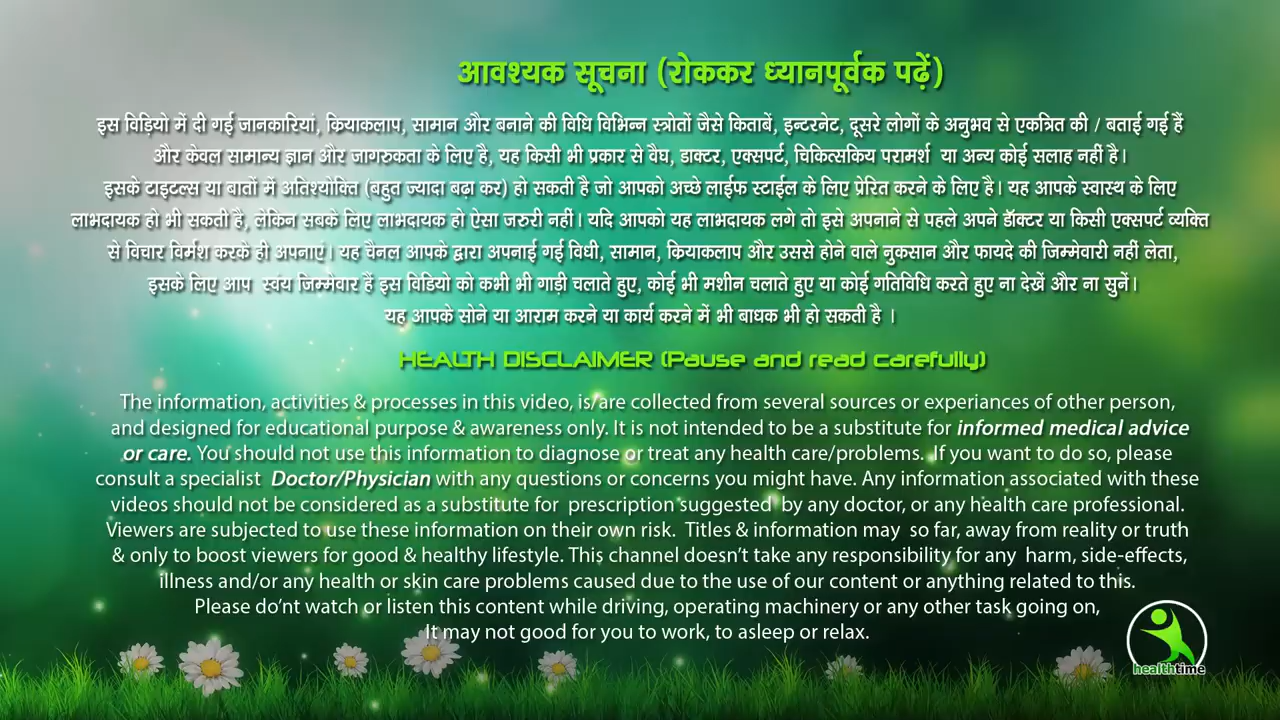 आवश्यक सूचना (रोककर ध्यानपूर्वक पढ़ें)
इस विड़ियो में दी गई जानकारियां, क्रियाकलाप, सामान और बनाने की विधि विभिन्न स्त्रोतों जैसे किताबें, इन्टरनेट, दूसरे लोगों के अनुभव से एकत्रित की / बताई गई हैं
और केवल सामान्य ज्ञान और जागरुकता के लिए है, यह किसी भी प्रकार से वैघ, डाक्टर, एक्सपर्ट, चिकित्सकिय परामर्श या अन्य कोई सलाह नहीं है।
इसके टाइटल्स या बातों में अतिश्योक्ति (बहुत ज्यादा बढ़ा कर) हो सकती है जो आपको अच्छे लाईफ स्टाईल के लिए प्रेरित करने के लिए है। यह आपके स्वास्थ के लिए
लाभदायक हो भी सकती है, लेकिन सबके लिए लाभदायक हो ऐसा जरुरी नहीं। यदि आपको यह लाभदायक लगे तो इसे अपनाने से पहले अपने डॉक्टर या किसी एक्सपर्ट व्यक्ति
से विचार विर्मश करके ही अपनाएं। यह चैनल आपके द्वारा अपनाई गई विधी, सामान, क्रियाकलाप और उससे होने वाले नुकसान और फायदे की जिम्मेवारी नहीं लेता,
इसके लिए आप स्वंय जिम्मेवार हैं इस विडियो को कभी भी गाड़ी चलाते हुए, कोई भी मशीन चलाते हुए या कोई गतिविधि करते हुए ना देखें और ना सुनें।
यह आपके सोने या आराम करने या कार्य करने में भी बाधक भी हो सकती है ।
HEALTH DISCLAIMER (Pause and read carefully)
The information, activities & processes in this video, is/are collected from several sources or experiances of other person,
and designed for educational purpose & awareness only. It is not intended to be a substitute for informed medical advice
or care. You should not use this information to diagnose or treat any health care/problems. If you want to do so, please
consult a specialist Doctor/Physician with any questions or concerns you might have. Any information associated with these
videos should not be considered as a substitute for prescription suggested by any doctor, or any health care professional.
Viewers are subjected to use these information on their own risk. Titles & information may so far, away from reality or truth
& only to boost viewers for good & healthy lifestyle. This channel doesn't take any responsibility for any harm, side-effects,
illness and/or any health or skin care problems caused due to the use of our content or anything related to this.
Please do'nt watch or listen this content while driving, operating machinery or any other task going on,
It may not good for you to work, to asleep or relax.
healthtime